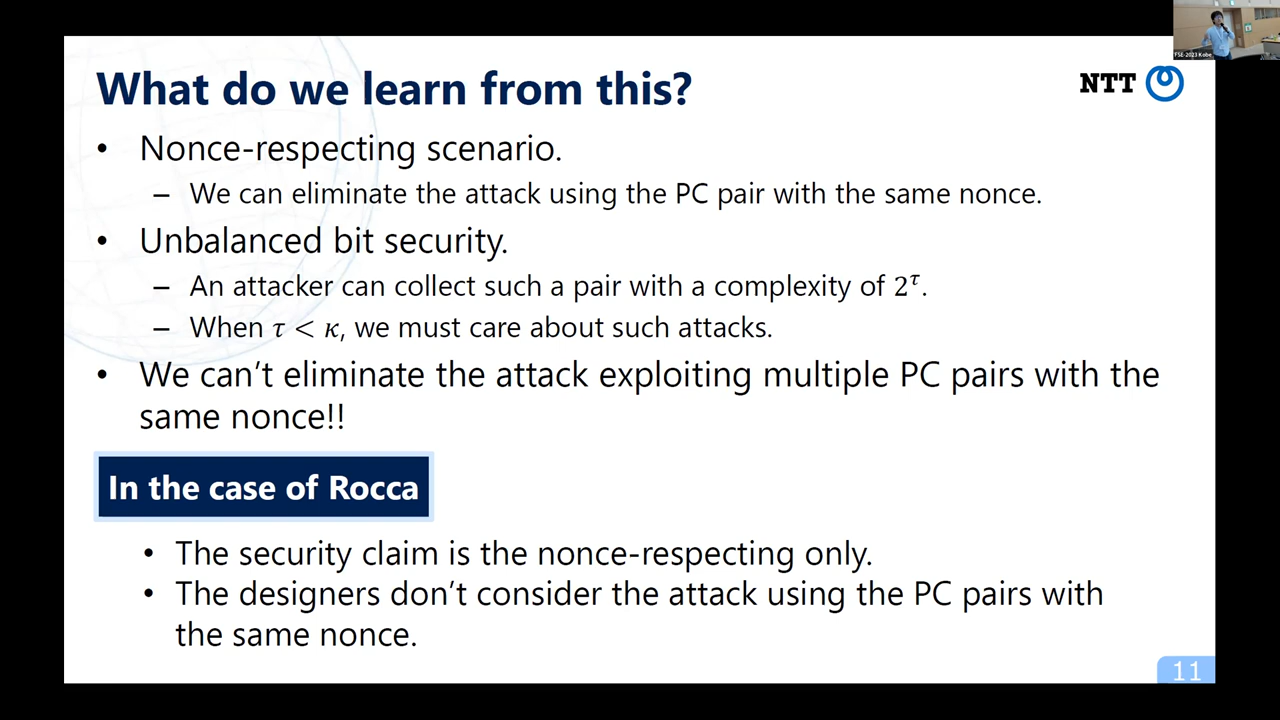 What do we learn from this?
NTT
• Nonce-respecting scenario.
– We can eliminate the attack using the PC pair with the same nonce.
• Unbalanced bit security.
– An attacker can collect such a pair with a complexity of 2^τ.
– When τ < κ, we must care about such attacks.
• We can’t eliminate the attack exploiting multiple PC pairs with the
same nonce!!
In the case of Rocca
• The security claim is the nonce-respecting only.
• The designers don’t consider the attack using the PC pairs with
the same nonce.
11
FSE-2023 Kobe